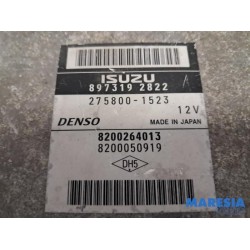 ISUZU
897319 2822
275800-1523
12V
DENSO
MADE IN JAPAN
8200264013
8200050919
DH5
MARESIA